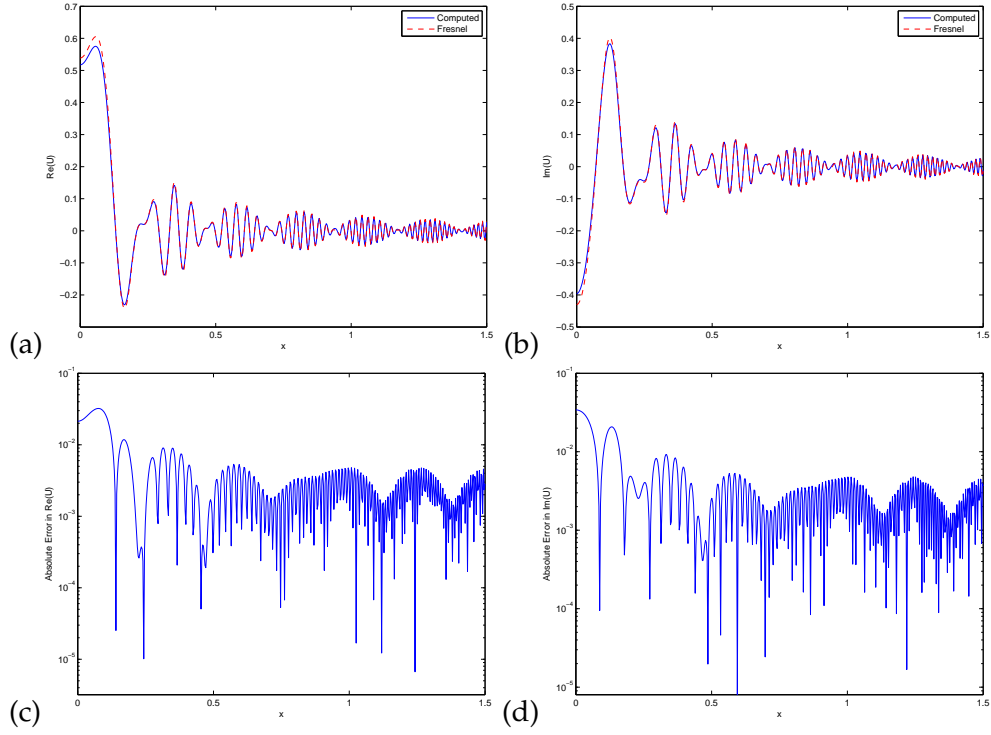 0.7
0.6
0.5
0.4
0.3
0.2
0.1
0
−0.1
−0.2
Re(U)
0
0.5
1
1.5
x
Computed
Fresnel
(a)
0.5
0.4
0.3
0.2
0.1
0
−0.1
−0.2
−0.3
−0.4
−0.5
Im(U)
0
0.5
1
1.5
x
Computed
Fresnel
(b)
10⁻¹
10⁻²
10⁻³
10⁻⁴
10⁻⁵
Absolute Error in Re(U)
0
0.5
1
1.5
x
(c)
10⁻¹
10⁻²
10⁻³
10⁻⁴
10⁻⁵
Absolute Error in Im(U)
0
0.5
1
1.5
x
(d)